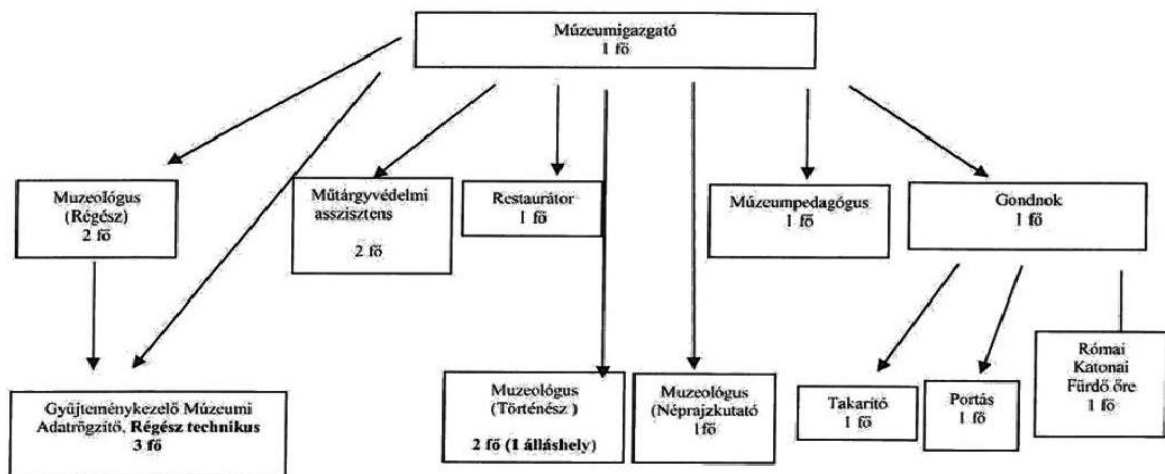 Múzeumigazgató
1 fő
Muzeológus
(Régész)
2 fő
Műtárgyvédelmi
asszisztens
2 fő
Restaurátor
1 fő
Múzeumpedagógus
1 fő
Gondnok
1 fő
Gyűjteménykezelő Múzeumi
Adatrögzítő, Régész technikus
3 fő
Muzeológus
(Történész )
2 fő (1 álláshely)
Muzeológus
(Néprajzkutató
1fő
Takarító
1 fő
Portás
1 fő
Római
Katonai
Fürdő őre
1 fő